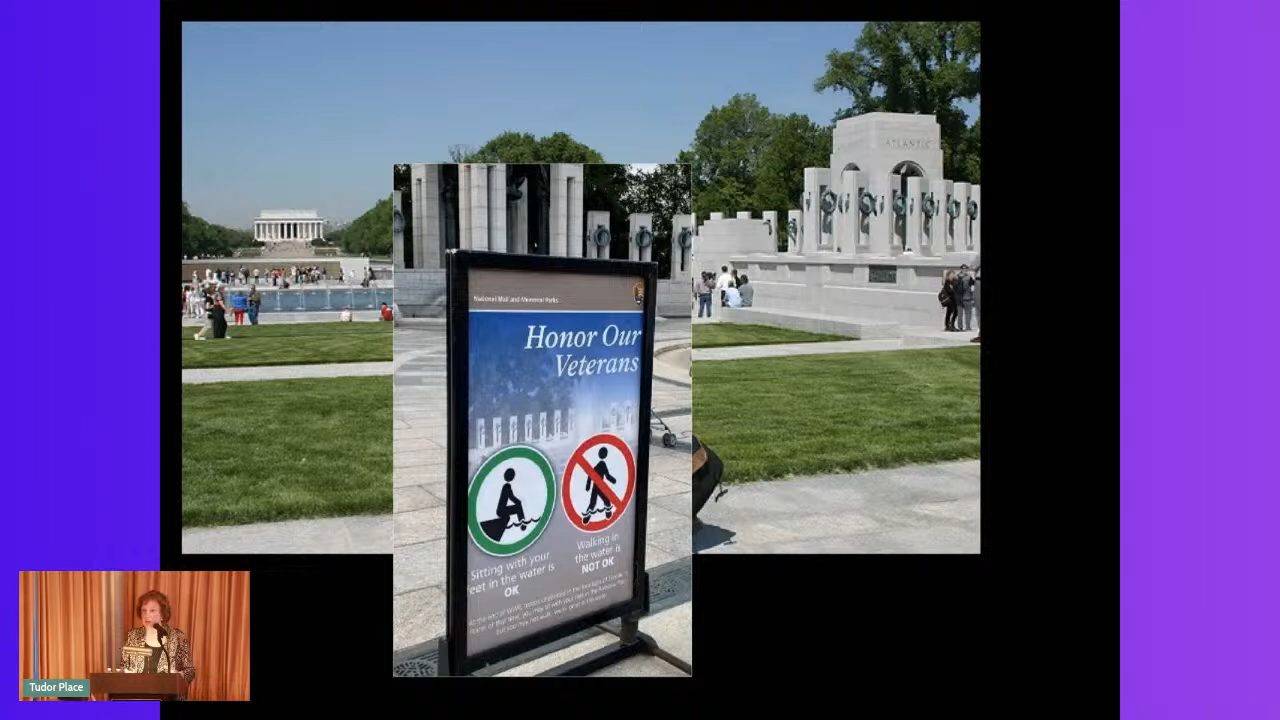 ATLANTIC
National Mall and Memorial Parks
Honor Our
Veterans
Sitting with your
feet in the water is
OK
Walking in
the water is
NOT OK
Tudor Place